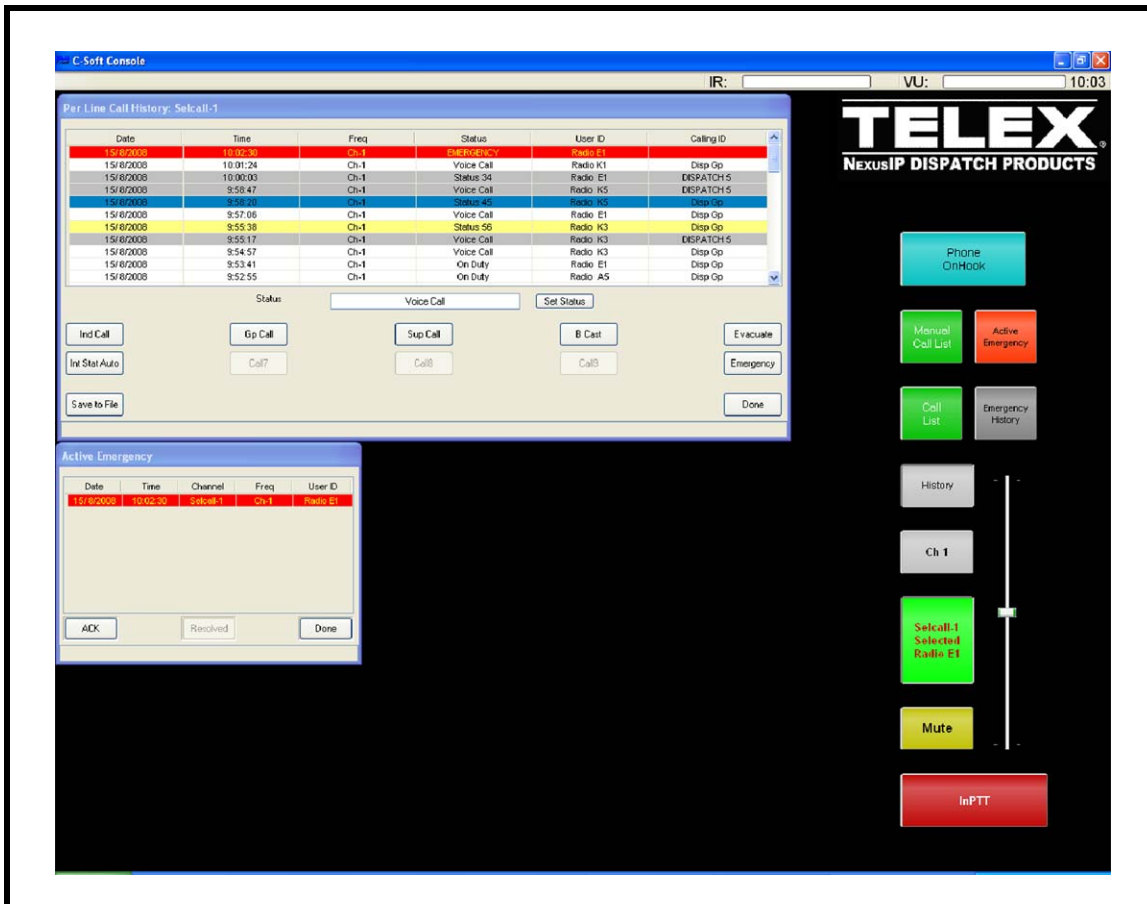 C-Soft Console
IR: VU: 10:03
Per Line Call History: Selcall-1
Date Time Freq Status User ID Calling ID
15/8/2008 10:02:30 Ch-1 EMERGENCY Radio E1
15/8/2008 10:01:24 Ch-1 Voice Call Radio K1 Disp Gp
15/8/2008 10:00:03 Ch-1 Status 34 Radio E1 DISPATCH 5
15/8/2008 9:58:47 Ch-1 Voice Call Radio K5 DISPATCH 5
15/8/2008 9:58:20 Ch-1 Status 45 Radio K5 Disp Gp
15/8/2008 9:57:06 Ch-1 Voice Call Radio E1 Disp Gp
15/8/2008 9:55:38 Ch-1 Status 56 Radio K3 Disp Gp
15/8/2008 9:55:17 Ch-1 Voice Call Radio K3 DISPATCH 5
15/8/2008 9:54:57 Ch-1 Voice Call Radio K3 Disp Gp
15/8/2008 9:53:41 Ch-1 On Duty Radio E1 Disp Gp
15/8/2008 9:52:55 Ch-1 On Duty Radio A5 Disp Gp
Status Voice Call Set Status
Ind Call Gp Call Sup Call B Cast Evacuate
Int Stat Auto Call7 Call8 Call9 Emergency
Save to File Done
Active Emergency
Date Time Channel Freq User ID
15/8/2008 10:02:30 Selcall-1 Ch-1 Radio E1
ACK Resolved Done
TELEX®
NEXUSIP DISPATCH PRODUCTS
Phone
OnHook
Manual
Call List
Active
Emergency
Call
List
Emergency
History
History
Ch 1
Selcall-1
Selected
Radio E1
Mute
InPTT